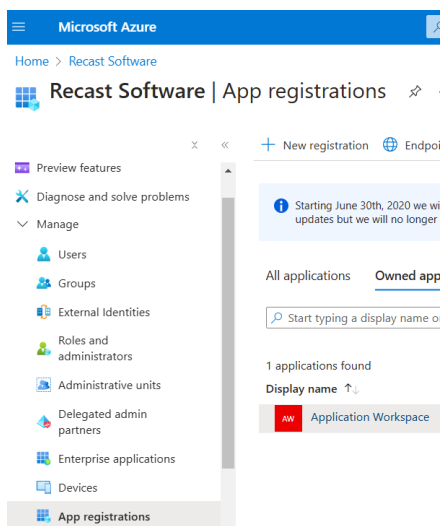 Microsoft Azure
Home > Recast Software
Recast Software | App registrations
+ New registration
Preview features
Diagnose and solve problems
Manage
Users
Groups
External Identities
Roles and
administrators
Administrative units
Delegated admin
partners
Enterprise applications
Devices
App registrations
Starting June 30th, 2020 we
updates but we will no longer
All applications Owned
Start typing a display name
1 applications found
Display name ↑↓
AW Application Workspace